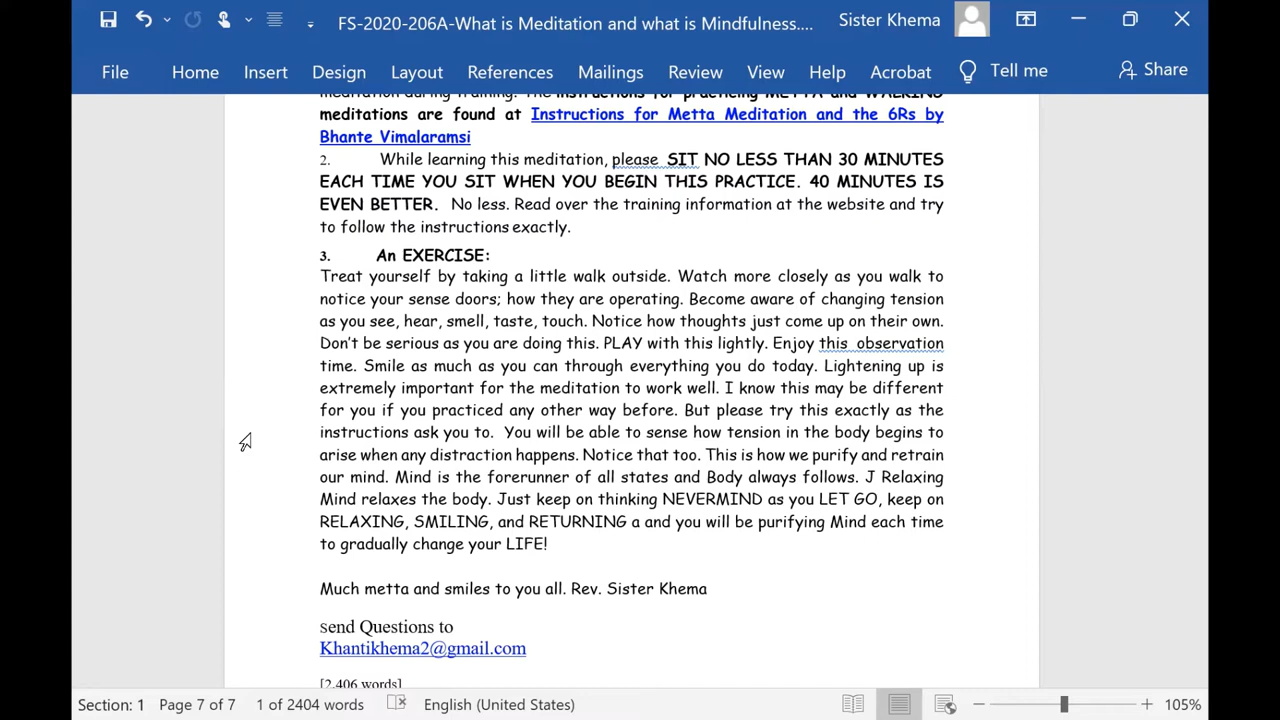 FS-2020-206A-What is Meditation and what is Mindfulness....
Sister Khema
File Home Insert Design Layout References Mailings Review View Help Acrobat Tell me Share
meditation during training. The instructions for practicing METTA and WALKING
meditations are found at Instructions for Metta Meditation and the 6Rs by
Bhante Vimalaramsi
2. While learning this meditation, please SIT NO LESS THAN 30 MINUTES
EACH TIME YOU SIT WHEN YOU BEGIN THIS PRACTICE. 40 MINUTES IS
EVEN BETTER. No less. Read over the training information at the website and try
to follow the instructions exactly.
3. An EXERCISE:
Treat yourself by taking a little walk outside. Watch more closely as you walk to
notice your sense doors; how they are operating. Become aware of changing tension
as you see, hear, smell, taste, touch. Notice how thoughts just come up on their own.
Don't be serious as you are doing this. PLAY with this lightly. Enjoy this observation
time. Smile as much as you can through everything you do today. Lightening up is
extremely important for the meditation to work well. I know this may be different
for you if you practiced any other way before. But please try this exactly as the
instructions ask you to. You will be able to sense how tension in the body begins to
arise when any distraction happens. Notice that too. This is how we purify and retrain
our mind. Mind is the forerunner of all states and Body always follows. J Relaxing
Mind relaxes the body. Just keep on thinking NEVERMIND as you LET GO, keep on
RELAXING, SMILING, and RETURNING a and you will be purifying Mind each time
to gradually change your LIFE!
Much metta and smiles to you all. Rev. Sister Khema
send Questions to
Khantikhema2@gmail.com
[2,406 words]
Section: 1 Page 7 of 7 1 of 2404 words English (United States) 105%